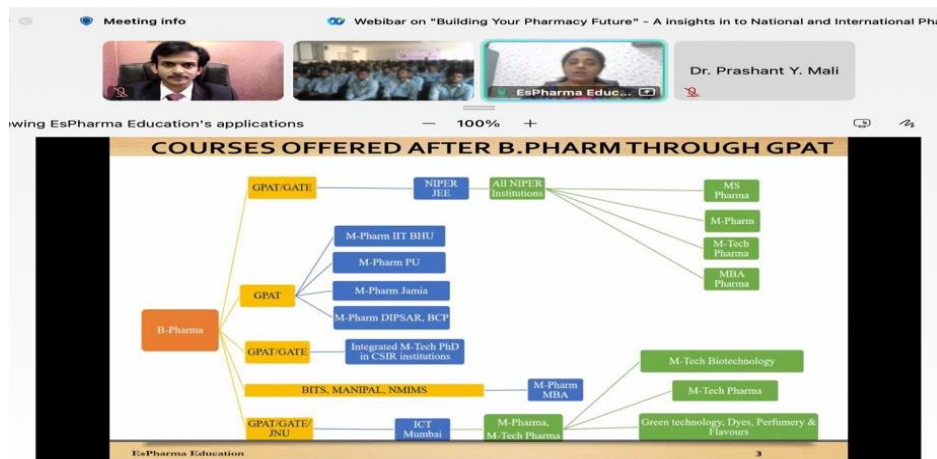 Meeting info
Webibar on "Building Your Pharmacy Future" - A insights in to National and International Pha
EsPharma Educ...
Dr. Prashant Y. Mali
wing EsPharma Education's applications
— 100% +
COURSES OFFERED AFTER B.PHARM THROUGH GPAT
GPAT/GATE
NIPER
JEE
All NIPER
Institutions
MS
Pharma
M-Pharm
M-Tech
Pharma
MBA
Pharma
M-Pharm IIT BHU
M-Pharm PU
GPAT
M-Pharm Jamia
M-Pharm DIPSAR, BCP
B-Pharma
GPAT/GATE
Integrated M-Tech PhD
in CSIR institutions
BITS, MANIPAL, NMIMS
M-Pharm
MBA
GPAT/GATE/
JNU
ICT
Mumbai
M-Pharma,
M-Tech Pharma
M-Tech Biotechnology
M-Tech Pharma
Green technology, Dyes, Perfumery &
Flavours
EsPharma Education
3